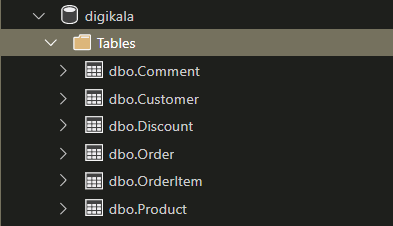 digikala
Tables
dbo.Comment
dbo.Customer
dbo.Discount
dbo.Order
dbo.OrderItem
dbo.Product